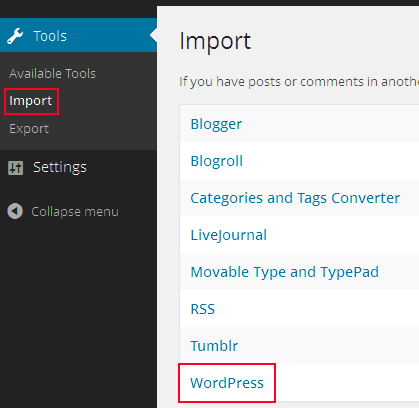 Tools
Available Tools
Import
Export
Settings
Collapse menu
Import
If you have posts or comments in
Blogger
Blogroll
Categories and Tags Converter
LiveJournal
Movable Type and TypePad
RSS
Tumblr
WordPress